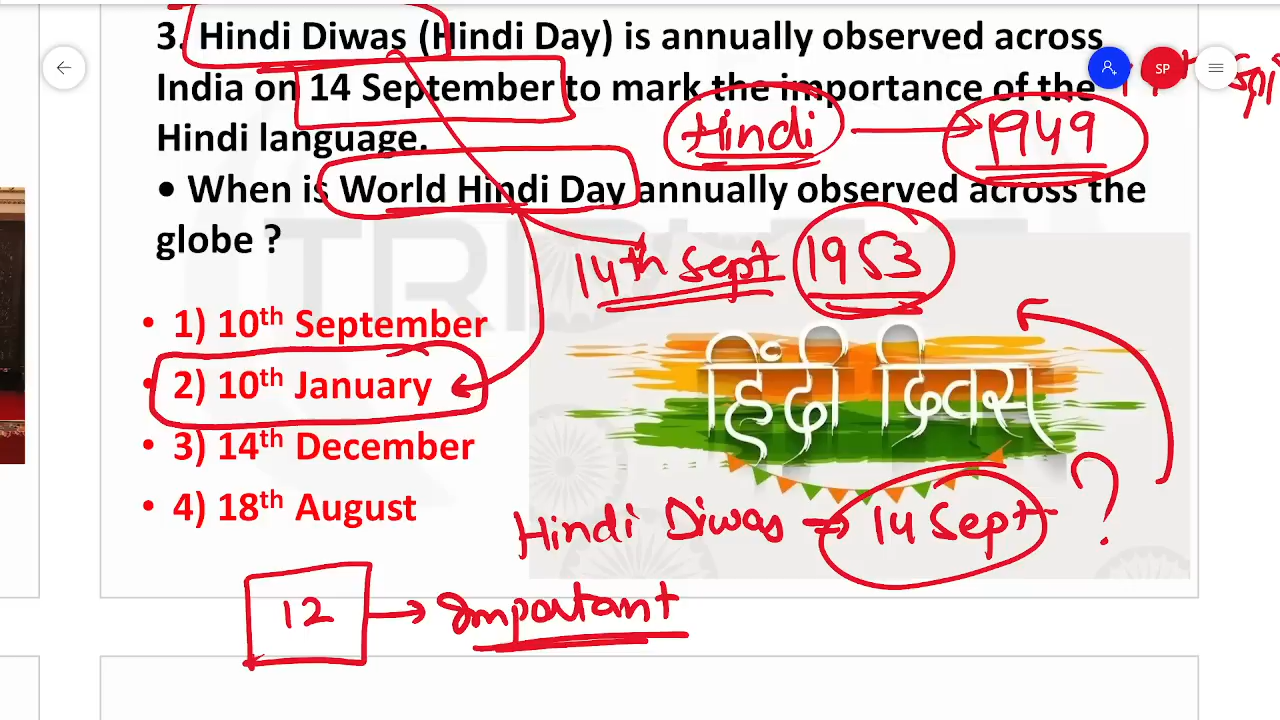 3. Hindi Diwas (Hindi Day) is annually observed across
SP
India on 14 September to mark the importance of the
Hindi language.
Hindi → 1949
• When is World Hindi Day annually observed across the
globe ?
14th Sept 1953
• 1) 10th September
• 2) 10th January
हिंदी दिवस
• 3) 14th December
• 4) 18th August
Hindi Diwas → 14 Sept ?
12 → Important